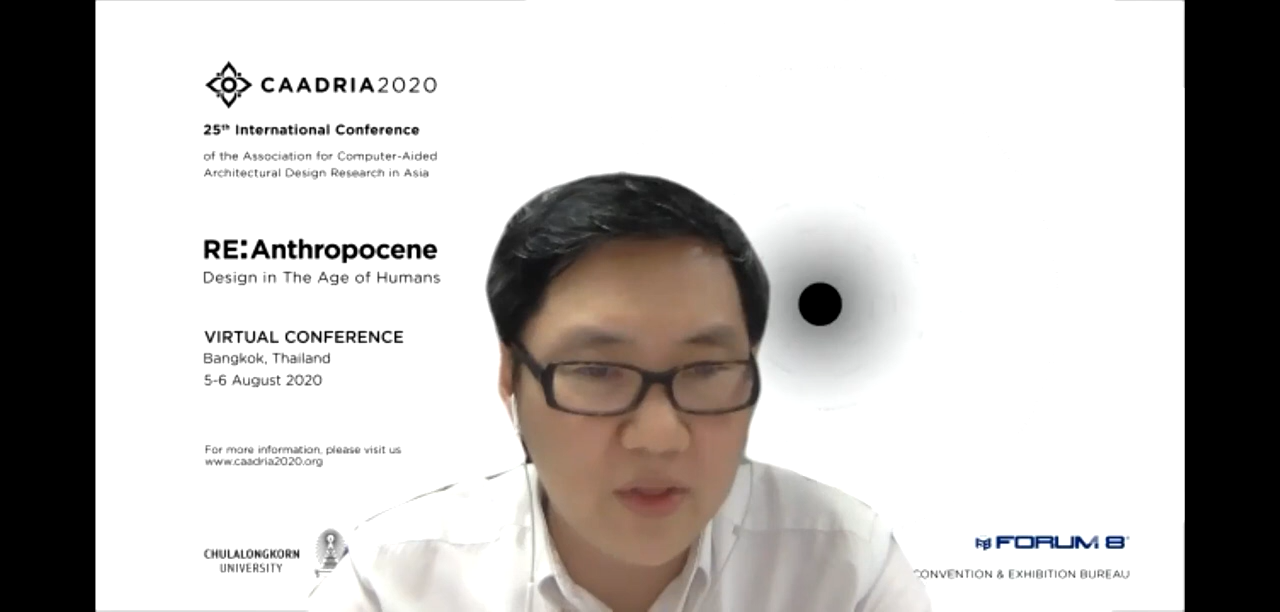 CAADRIA2020
25th International Conference
of the Association for Computer-Aided
Architectural Design Research in Asia
RE:Anthropocene
Design in The Age of Humans
VIRTUAL CONFERENCE
Bangkok, Thailand
5-6 August 2020
For more information, please visit us
www.caadria2020.org
CHULALONGKORN
UNIVERSITY
FORUM 8
CONVENTION & EXHIBITION BUREAU